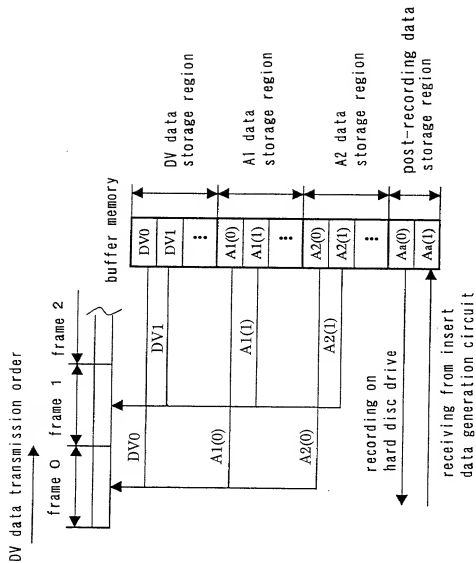 DV data transmission order
frame 0
frame 1
frame 2
buffer memory
DV0
DV1
A1(0)
A1(1)
A2(0)
A2(1)
DV0
DV1
⋮
A1(0)
A1(1)
⋮
A2(0)
A2(1)
⋮
Aa(0)
Aa(1)
DV data
storage region
A1 data
storage region
A2 data
storage region
post-recording data
storage region
recording on
hard disc drive
receiving from insert
data generation circuit